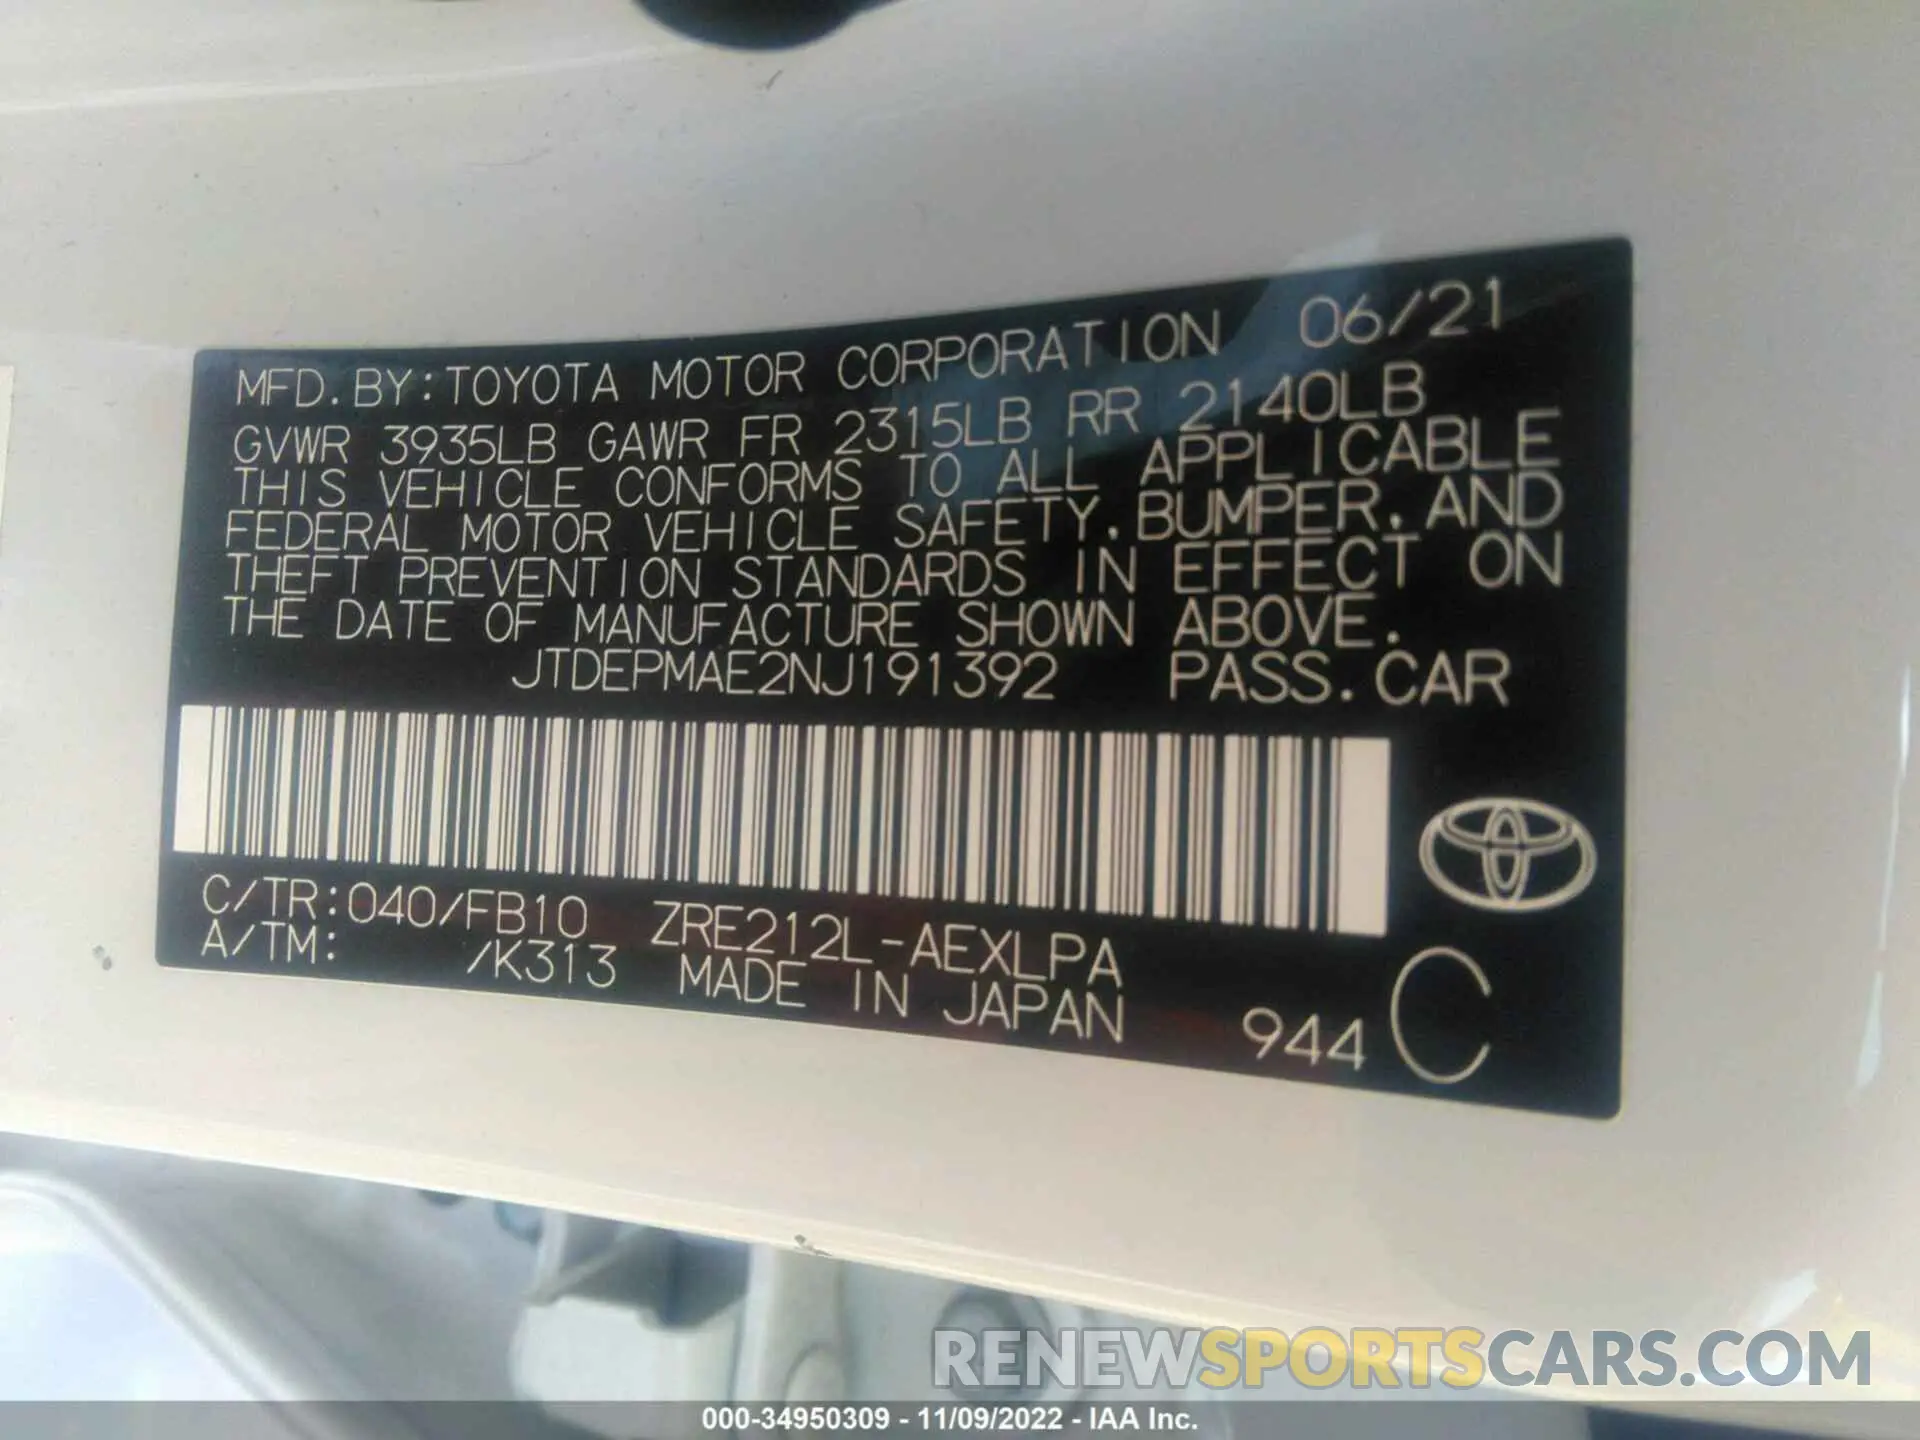 MFD. BY: TOYOTA MOTOR CORPORATION 06/21
GVWR 3935LB GAWR FR 2315LB RR 2140LB
THIS VEHICLE CONFORMS TO ALL APPLICABLE
FEDERAL MOTOR VEHICLE SAFETY, BUMPER, AND
THEFT PREVENTION STANDARDS IN EFFECT ON
THE DATE OF MANUFACTURE SHOWN ABOVE.
JTDEPMAE2NJ191392 PASS. CAR
C/TR: 040/FB10 ZRE212L-AEXLPA
A/TM: /K313 MADE IN JAPAN
944 C
RENEWSPORTSCARS.COM
000-34950309 - 11/09/2022 - IAA Inc.